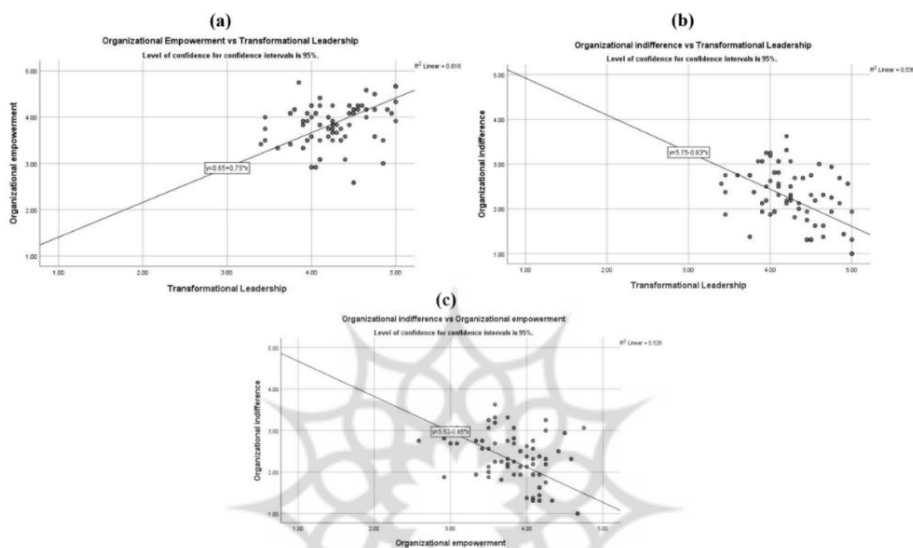 (a)
Organizational Empowerment vs Transformational Leadership
Level of confidence for confidence intervals is 95%.
R² Linear = 0.610
Organizational empowerment
5.00
4.00
3.00
2.00
1.00
y=0.65+0.75*x
1.00 2.00 3.00 4.00 5.00
Transformational Leadership
(b)
Organizational indifference vs Transformational Leadership
Level of confidence for confidence intervals is 95%.
R² Linear =
Organizational indifference
5.00
4.00
3.00
2.00
1.00
y=5.75-0.83*x
1.00 2.00 3.00 4.00 5.00
Transformational Leadership
(c)
Organizational indifference vs Organizational empowerment
Level of confidence for confidence intervals is 95%.
R² Linear =
Organizational indifference
5.00
4.00
3.00
2.00
1.00
1.00 2.00 3.00 4.00 5.00
Organizational empowerment